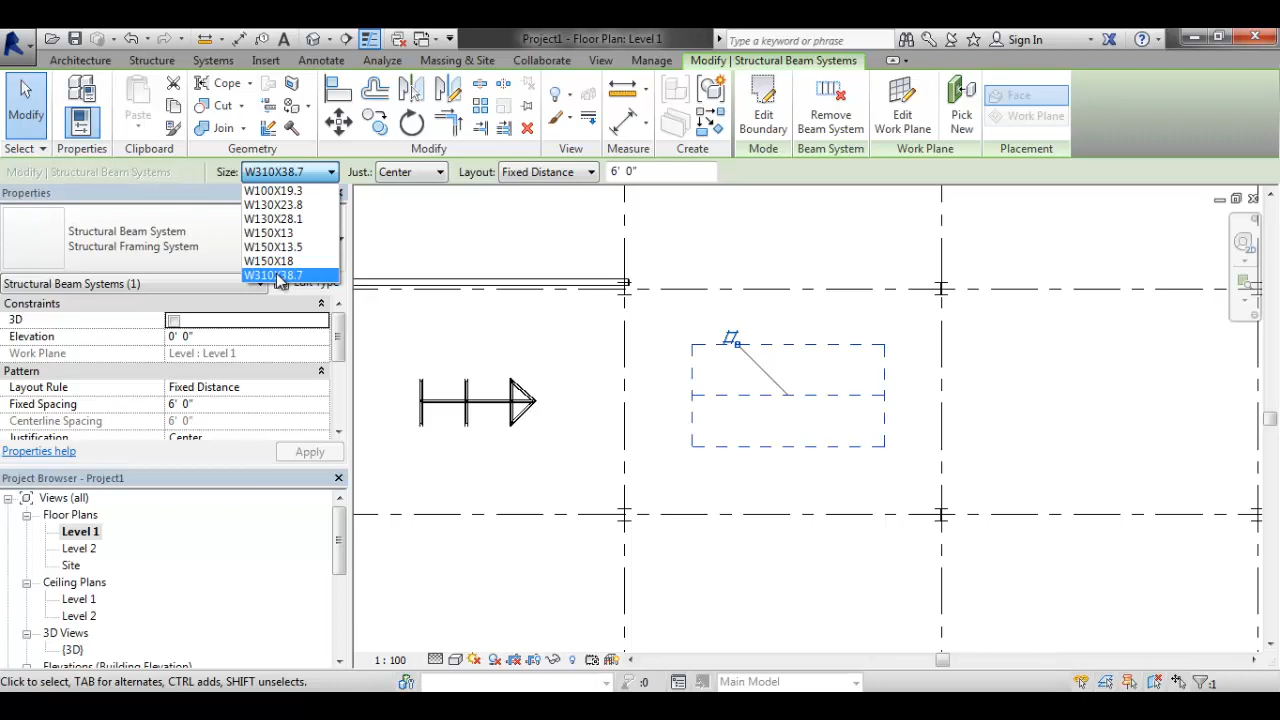 Project1 - Floor Plan: Level 1
Type a keyword or phrase
Sign In
Architecture Structure Systems Insert Annotate Analyze Massing & Site Collaborate View Manage Modify | Structural Beam Systems
Modify
Paste
Cope
Cut
Join
Edit Boundary
Remove Beam System
Edit Work Plane
Pick New
Face
Work Plane
Select Properties Clipboard Geometry Modify View Measure Create Mode Beam System Work Plane Placement
Modify | Structural Beam Systems Size: W310X38.7 Just.: Center Layout: Fixed Distance 6' 0"
W100X19.3
W130X23.8
W130X28.1
W150X13
W150X13.5
W150X18
W310X38.7
Properties
Structural Beam System
Structural Framing System
Structural Beam Systems (1)
Constraints
3D
Elevation 0' 0"
Work Plane Level : Level 1
Pattern
Layout Rule Fixed Distance
Fixed Spacing 6' 0"
Centerline Spacing 6' 0"
Justification Center
Properties help Apply
Project Browser - Project1
Views (all)
Floor Plans
Level 1
Level 2
Site
Ceiling Plans
Level 1
Level 2
3D Views
{3D}
Elevations (Building Elevation)
1 : 100
Click to select, TAB for alternates, CTRL adds, SHIFT unselects.
:0
Main Model
:1